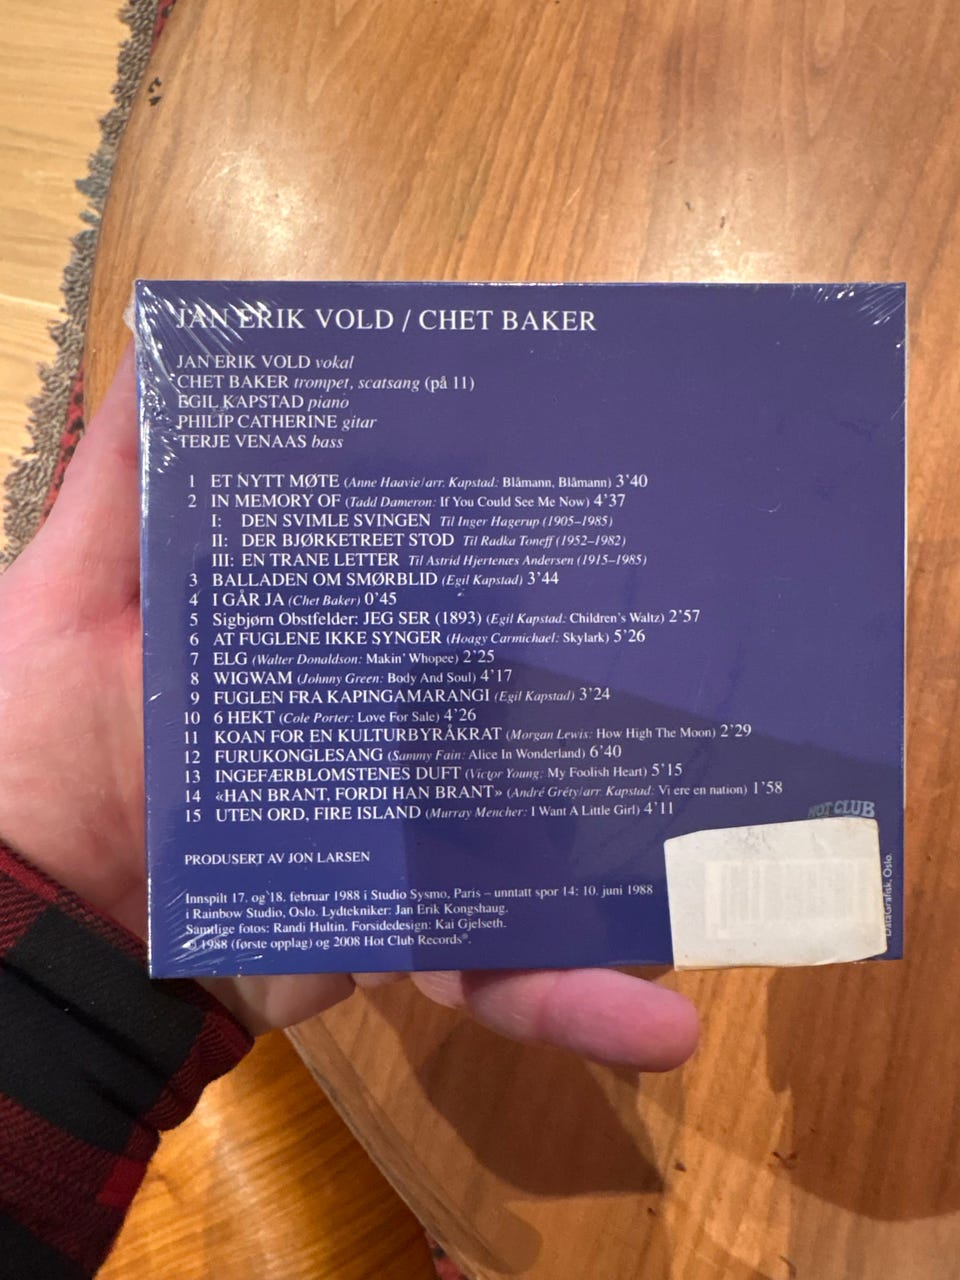 JAN ERIK VOLD / CHET BAKER
JAN ERIK VOLD vokal
CHET BAKER trompet, scatsang (på 11)
EGIL KAPSTAD piano
PHILIP CATHERINE gitar
TERJE VENAAS bass
1 ET NYTT MØTE (Anne Haavie/arr. Kapstad: Blåmann, Blåmann) 3’40
2 IN MEMORY OF (Tadd Dameron: If You Could See Me Now) 4’37
I: DEN SVIMLE SVINGEN Til Inger Hagerup (1905–1985)
II: DER BJØRKETREET STOD Til Radka Toneff (1952–1982)
III: EN TRANE LETTER Til Astrid Hjertenæs Andersen (1915–1985)
3 BALLADEN OM SMØRBLID (Egil Kapstad) 3’44
4 I GÅR JA (Chet Baker) 0’45
5 Sigbjørn Obstfelder: JEG SER (1893) (Egil Kapstad: Children’s Waltz) 2’57
6 AT FUGLENE IKKE SYNGER (Hoagy Carmichael: Skylark) 5’26
7 ELG (Walter Donaldson: Makin’ Whopee) 2’25
8 WIGWAM (Johnny Green: Body And Soul) 4’17
9 FUGLEN FRA KAPINGAMARANGI (Egil Kapstad) 3’24
10 6 HEKT (Cole Porter: Love For Sale) 4’26
11 KOAN FOR EN KULTURBYRÅKRAT (Morgan Lewis: How High The Moon) 2’29
12 FURUKONGLESANG (Sammy Fain: Alice In Wonderland) 6’40
13 INGEFÆRBLOMSTENES DUFT (Victor Young: My Foolish Heart) 5’15
14 «HAN BRANT, FORDI HAN BRANT» (André Gréty/arr. Kapstad: Vi ere en nation) 1’58
15 UTEN ORD, FIRE ISLAND (Murray Mencher: I Want A Little Girl) 4’11
HOT CLUB
PRODUSERT AV JON LARSEN
Innspilt 17. og 18. februar 1988 i Studio Sysmo, Paris – unntatt spor 14: 10. juni 1988
i Rainbow Studio, Oslo. Lydtekniker: Jan Erik Kongshaug.
Samtlige fotos: Randi Hultin. Forsidedesign: Kai Gjelseth.
1988 (første opplag) og 2008 Hot Club Records®.
DataGrafisk, Oslo.